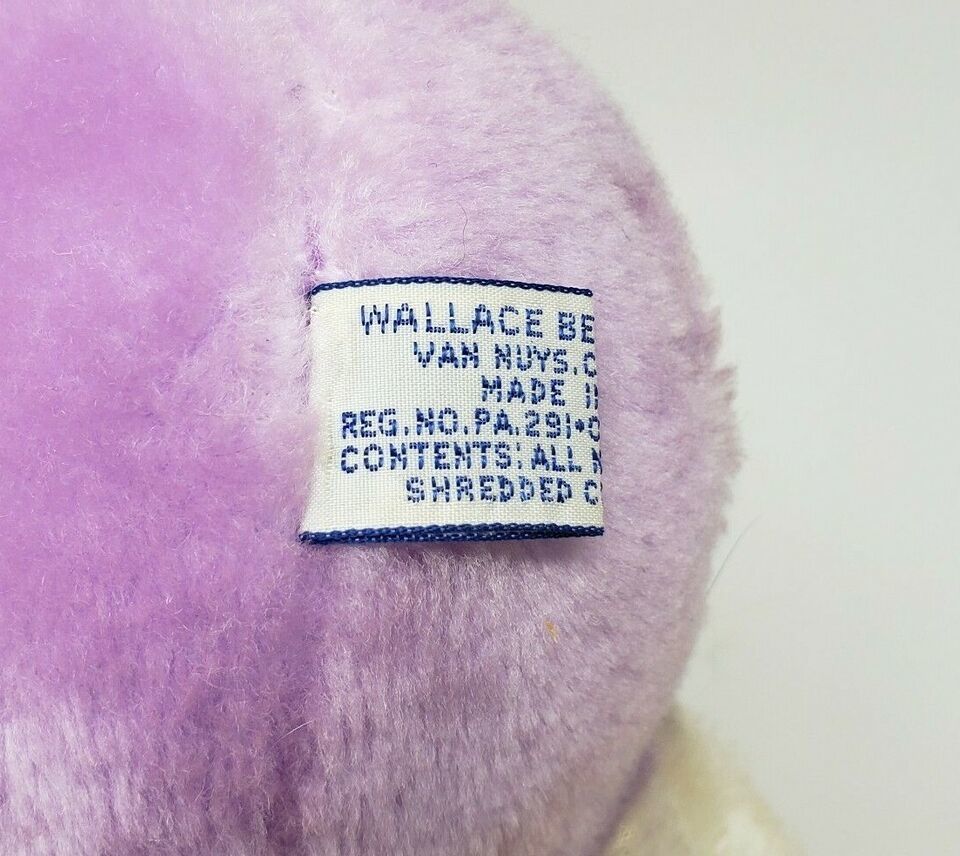 WALLACE BE
VAN NUYS, C
MADE
REG. NO. PA. 291•
CONTENTS: ALL
SHREDDED C